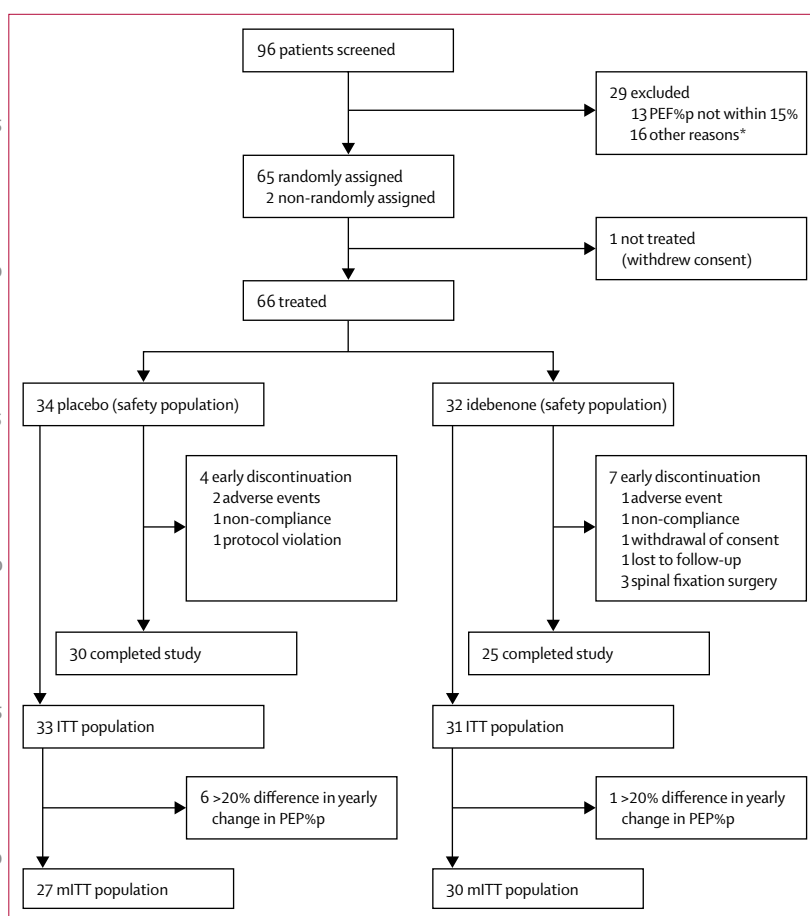 96 patients screened
29 excluded
13 PEF%p not within 15%
16 other reasons*
65 randomly assigned
2 non-randomly assigned
1 not treated
(withdrew consent)
66 treated
34 placebo (safety population)
32 idebenone (safety population)
4 early discontinuation
2 adverse events
1 non-compliance
1 protocol violation
7 early discontinuation
1 adverse event
1 non-compliance
1 withdrawal of consent
1 lost to follow-up
3 spinal fixation surgery
30 completed study
25 completed study
33 ITT population
31 ITT population
6 >20% difference in yearly
change in PEP%p
1 >20% difference in yearly
change in PEP%p
27 mITT population
30 mITT population